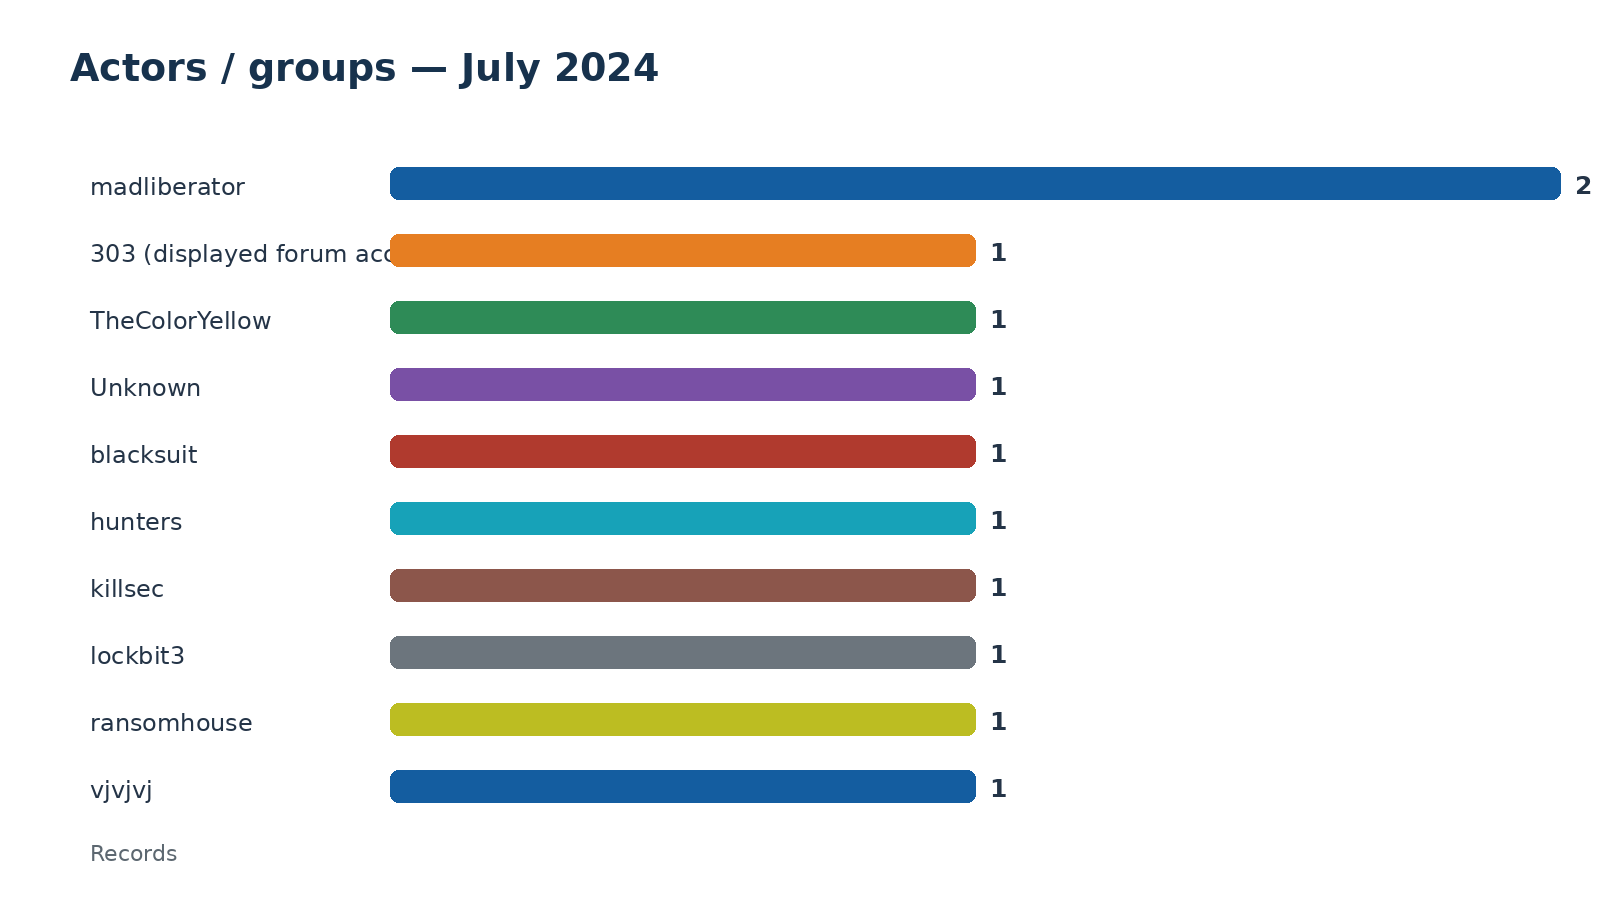 Actors / groups — July 2024
madliberator 2
303 (displayed forum acc 1
TheColorYellow 1
Unknown 1
blacksuit 1
hunters 1
killsec 1
lockbit3 1
ransomhouse 1
vjvjvj 1
Records